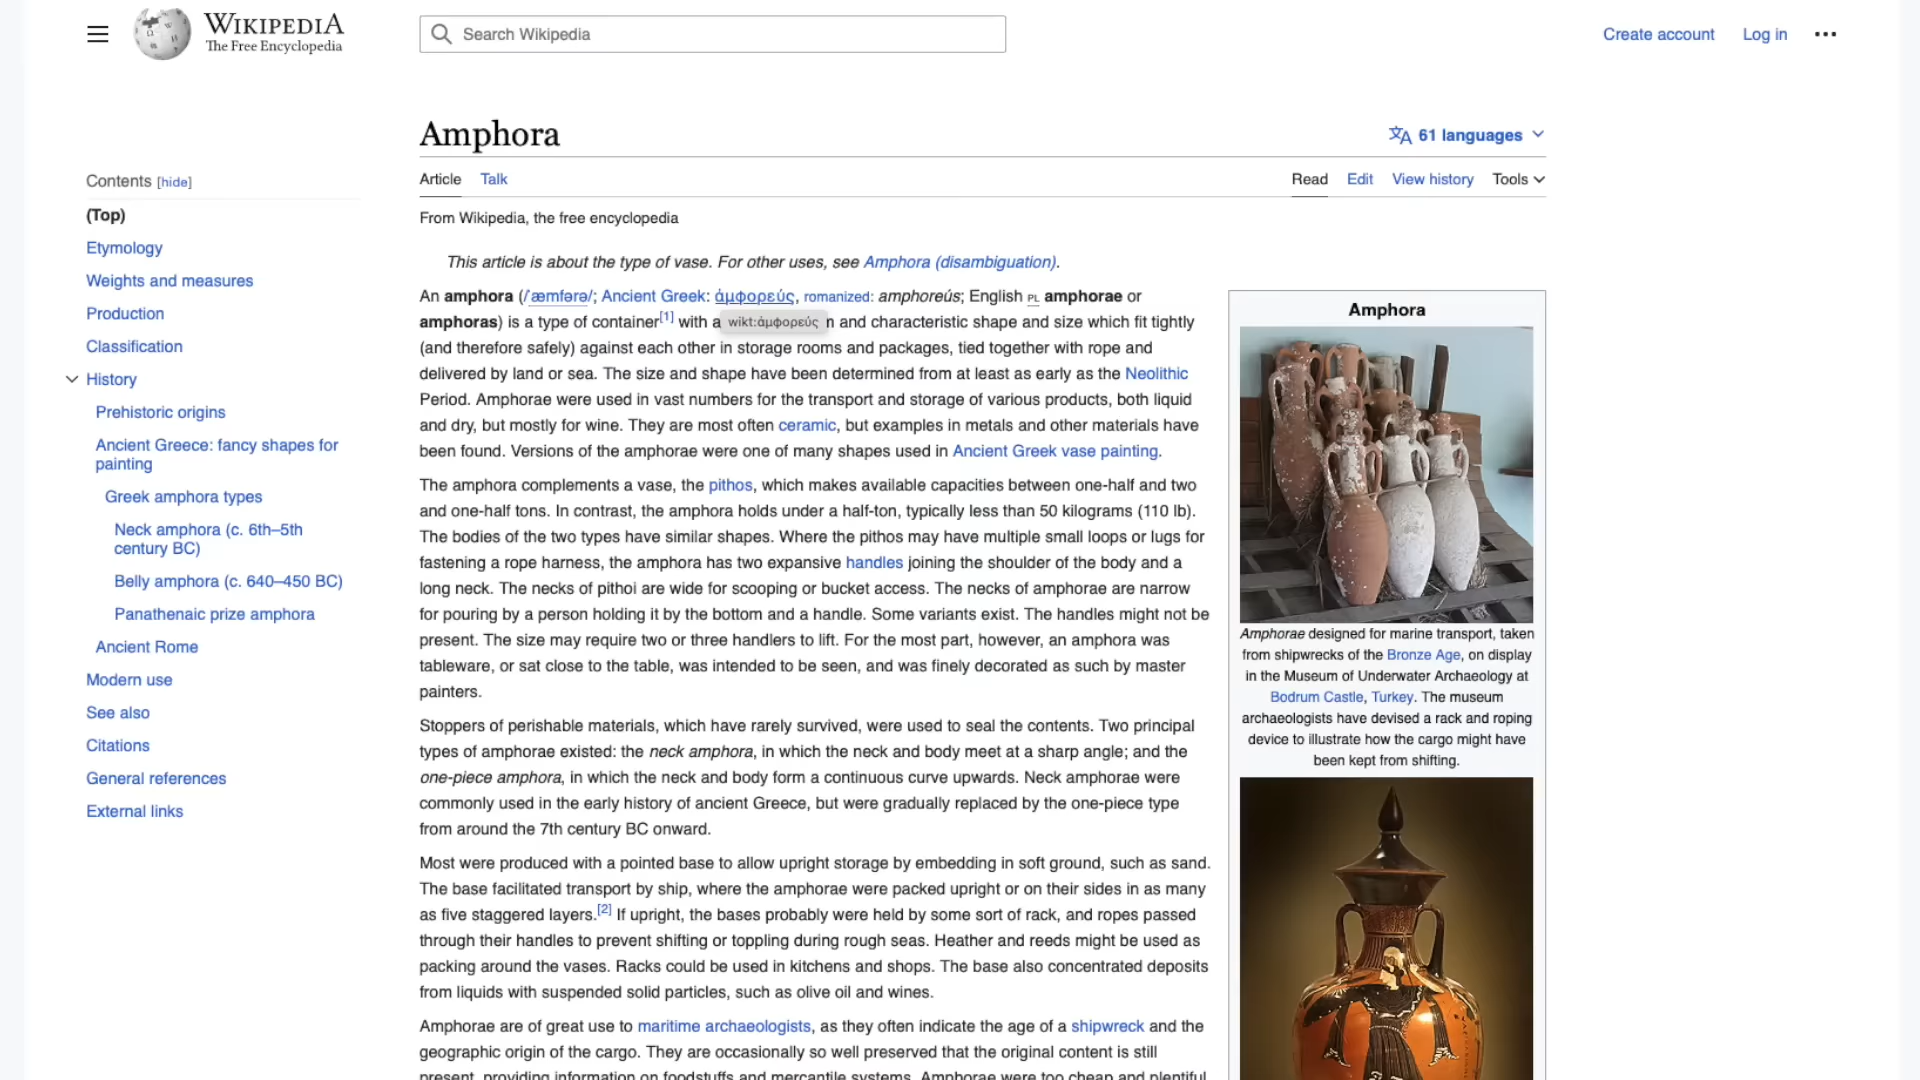 WIKIPEDIA
The Free Encyclopedia
Search Wikipedia
Create account
Log in
Contents [hide]
(Top)
Etymology
Weights and measures
Production
Classification
History
Prehistoric origins
Ancient Greece: fancy shapes for
painting
Greek amphora types
Neck amphora (c. 6th–5th
century BC)
Belly amphora (c. 640–450 BC)
Panathenaic prize amphora
Ancient Rome
Modern use
See also
Citations
General references
External links
Amphora
61 languages
Article Talk
Read Edit View history Tools
From Wikipedia, the free encyclopedia
This article is about the type of vase. For other uses, see Amphora (disambiguation).
An amphora (/ˈæmfərə/; Ancient Greek: ἀμφορεύς, romanized: amphoreús; English PL amphorae or
amphoras) is a type of container[1] with a wikt:ἀμφορεύς n and characteristic shape and size which fit tightly
(and therefore safely) against each other in storage rooms and packages, tied together with rope and
delivered by land or sea. The size and shape have been determined from at least as early as the Neolithic
Period. Amphorae were used in vast numbers for the transport and storage of various products, both liquid
and dry, but mostly for wine. They are most often ceramic, but examples in metals and other materials have
been found. Versions of the amphorae were one of many shapes used in Ancient Greek vase painting.
The amphora complements a vase, the pithos, which makes available capacities between one-half and two
and one-half tons. In contrast, the amphora holds under a half-ton, typically less than 50 kilograms (110 lb).
The bodies of the two types have similar shapes. Where the pithos may have multiple small loops or lugs for
fastening a rope harness, the amphora has two expansive handles joining the shoulder of the body and a
long neck. The necks of pithoi are wide for scooping or bucket access. The necks of amphorae are narrow
for pouring by a person holding it by the bottom and a handle. Some variants exist. The handles might not be
present. The size may require two or three handlers to lift. For the most part, however, an amphora was
tableware, or sat close to the table, was intended to be seen, and was finely decorated as such by master
painters.
Stoppers of perishable materials, which have rarely survived, were used to seal the contents. Two principal
types of amphorae existed: the neck amphora, in which the neck and body meet at a sharp angle; and the
one-piece amphora, in which the neck and body form a continuous curve upwards. Neck amphorae were
commonly used in the early history of ancient Greece, but were gradually replaced by the one-piece type
from around the 7th century BC onward.
Most were produced with a pointed base to allow upright storage by embedding in soft ground, such as sand.
The base facilitated transport by ship, where the amphorae were packed upright or on their sides in as many
as five staggered layers.[2] If upright, the bases probably were held by some sort of rack, and ropes passed
through their handles to prevent shifting or toppling during rough seas. Heather and reeds might be used as
packing around the vases. Racks could be used in kitchens and shops. The base also concentrated deposits
from liquids with suspended solid particles, such as olive oil and wines.
Amphorae are of great use to maritime archaeologists, as they often indicate the age of a shipwreck and the
geographic origin of the cargo. They are occasionally so well preserved that the original content is still
present, providing information on foodstuffs and mercantile systems. Amphorae were too cheap and plentiful
Amphora
Amphorae designed for marine transport, taken
from shipwrecks of the Bronze Age, on display
in the Museum of Underwater Archaeology at
Bodrum Castle, Turkey. The museum
archaeologists have devised a rack and roping
device to illustrate how the cargo might have
been kept from shifting.